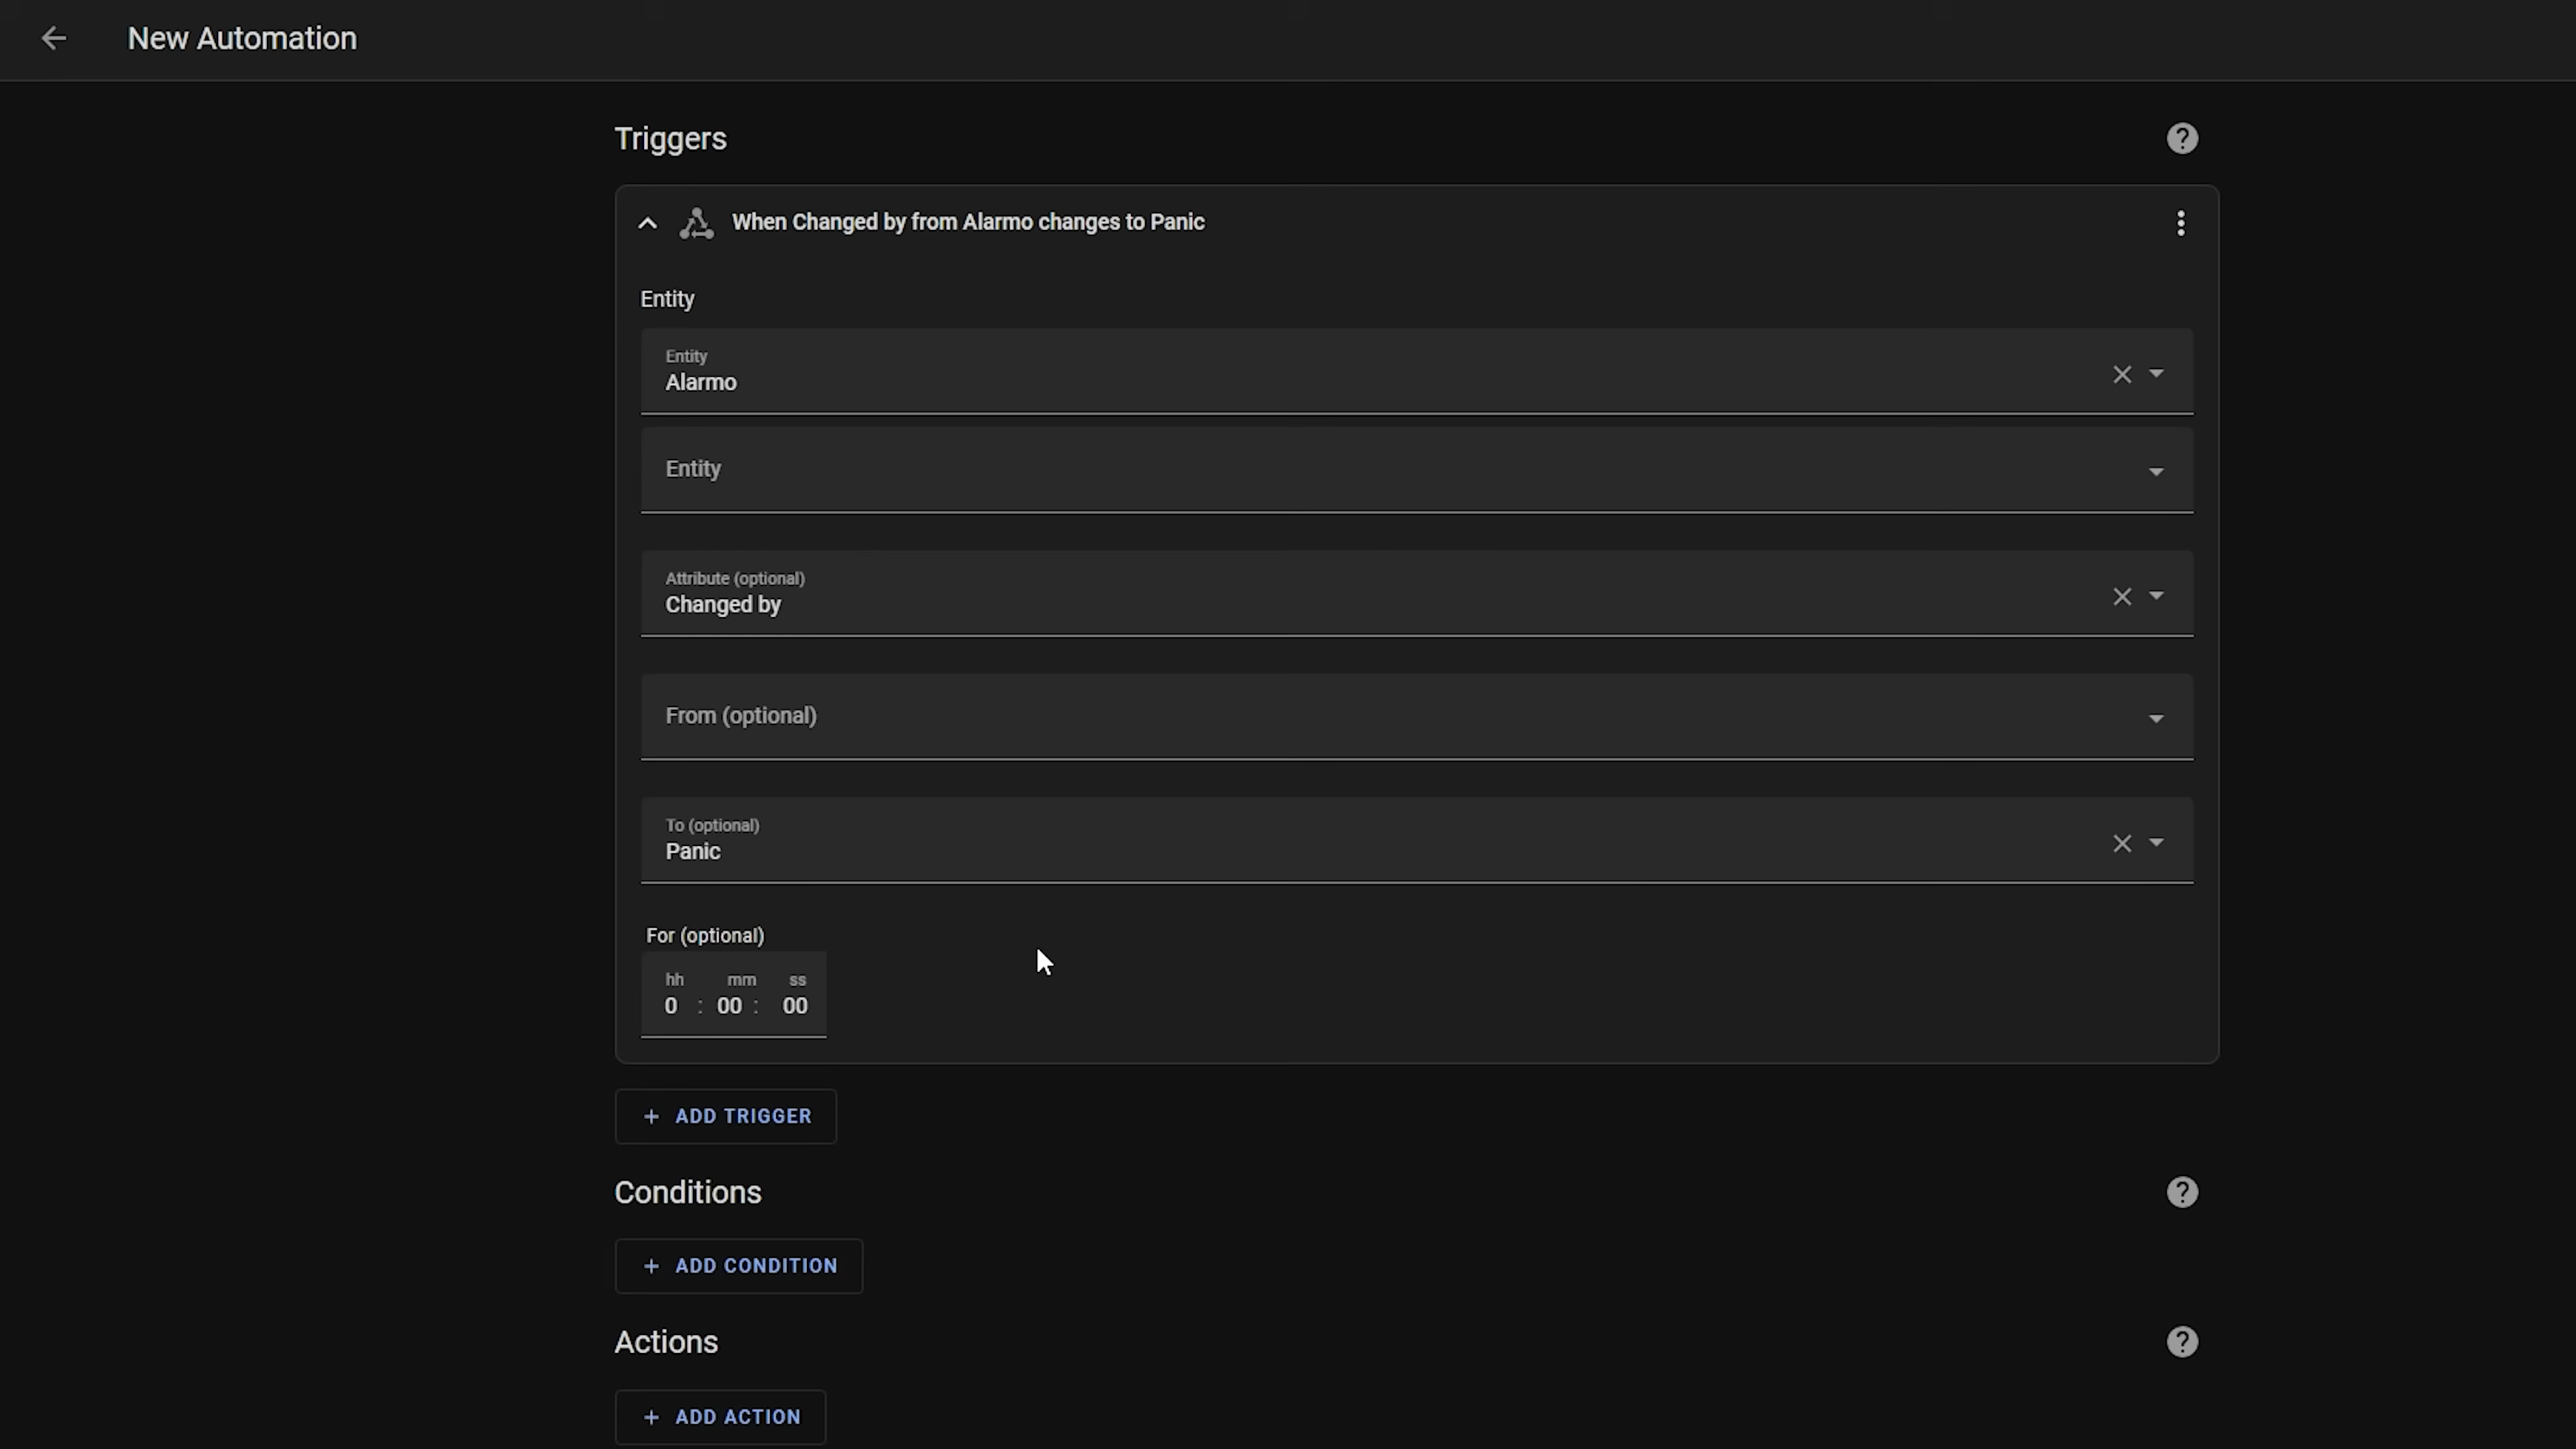 New Automation
Triggers
When Changed by from Alarmo changes to Panic
Entity
Entity
Alarmo
Entity
Attribute (optional)
Changed by
From (optional)
To (optional)
Panic
For (optional)
hh mm ss
0 : 00 : 00
+ ADD TRIGGER
Conditions
+ ADD CONDITION
Actions
+ ADD ACTION